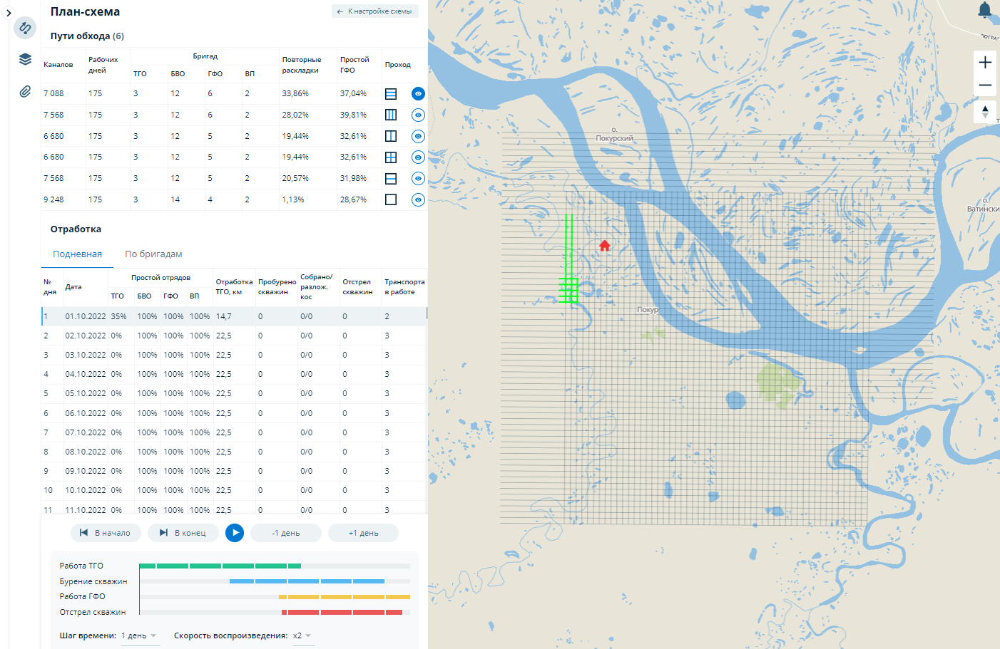 План-схема
← К настройке схемы
Пути обхода (6)
Каналов Рабочих дней Бригад Повторные раскладки Простой ГФО Проход
ТГО БВО ГФО ВП
7 088 175 3 12 6 2 33,86% 37,04%
7 568 175 3 12 6 2 28,02% 39,81%
6 680 175 3 12 5 2 19,44% 32,61%
6 680 175 3 12 5 2 19,44% 32,61%
7 568 175 3 12 5 2 20,57% 31,98%
9 248 175 3 14 4 2 1,13% 28,67%
Отработка
Подневная По бригадам
№ дня Дата Простой отрядов Отработка ТГО, км Пробурено скважин Собрано/ разлож. кос Отстрел скважин Транспорта в работе
ТГО БВО ГФО ВП
1 01.10.2022 35% 100% 100% 100% 14,7 0 0/0 0 2
2 02.10.2022 0% 100% 100% 100% 22,5 0 0/0 0 3
3 03.10.2022 0% 100% 100% 100% 22,5 0 0/0 0 3
4 04.10.2022 0% 100% 100% 100% 22,5 0 0/0 0 3
5 05.10.2022 0% 100% 100% 100% 22,5 0 0/0 0 3
6 06.10.2022 0% 100% 100% 100% 22,5 0 0/0 0 3
7 07.10.2022 0% 100% 100% 100% 22,5 0 0/0 0 3
8 08.10.2022 0% 100% 100% 100% 22,5 0 0/0 0 3
9 09.10.2022 0% 100% 100% 100% 22,5 0 0/0 0 3
10 10.10.2022 0% 100% 100% 100% 22,5 0 0/0 0 3
11 11.10.2022 0% 100% 100% 100% 22,5 0 0/0 0 3
В начало В конец -1 день +1 день
Работа ТГО
Бурение скважин
Работа ГФО
Отстрел скважин
Шаг времени: 1 день Скорость воспроизведения: x2
"ЮГРА"
о.
Покурский
о.
Ватински
Покур